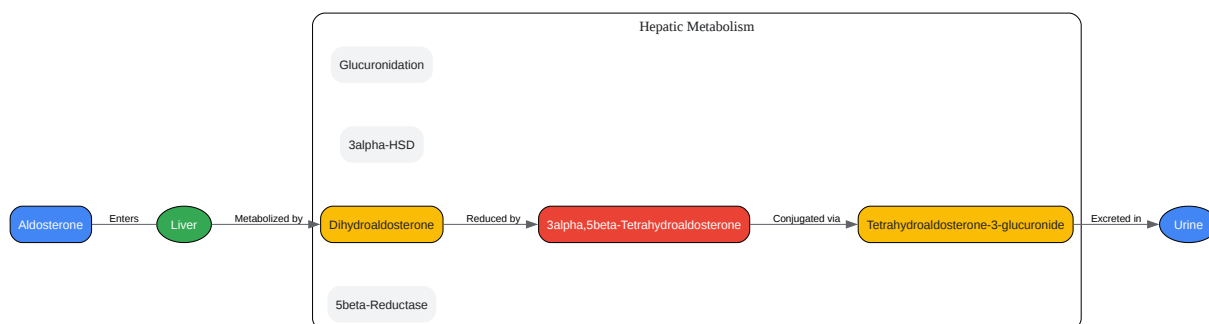 Hepatic Metabolism
Glucuronidation
3alpha-HSD
Aldosterone
Enters
Liver
Metabolized by
Dihydroaldosterone
Reduced by
3alpha,5beta-Tetrahydroaldosterone
Conjugated via
Tetrahydroaldosterone-3-glucuronide
Excreted in
Urine
5beta-Reductase